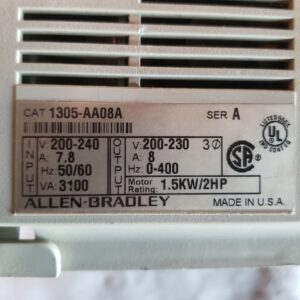 CAT 1305-AA08A SER A
INPUT V: 200-240 OUTPUT V: 200-230 3Ø
A: 7.8 A: 8
Hz: 50/60 Hz: 0-400
VA: 3100 Motor Rating: 1.5KW/2HP
ALLEN-BRADLEY MADE IN U.S.A.
UL
SA